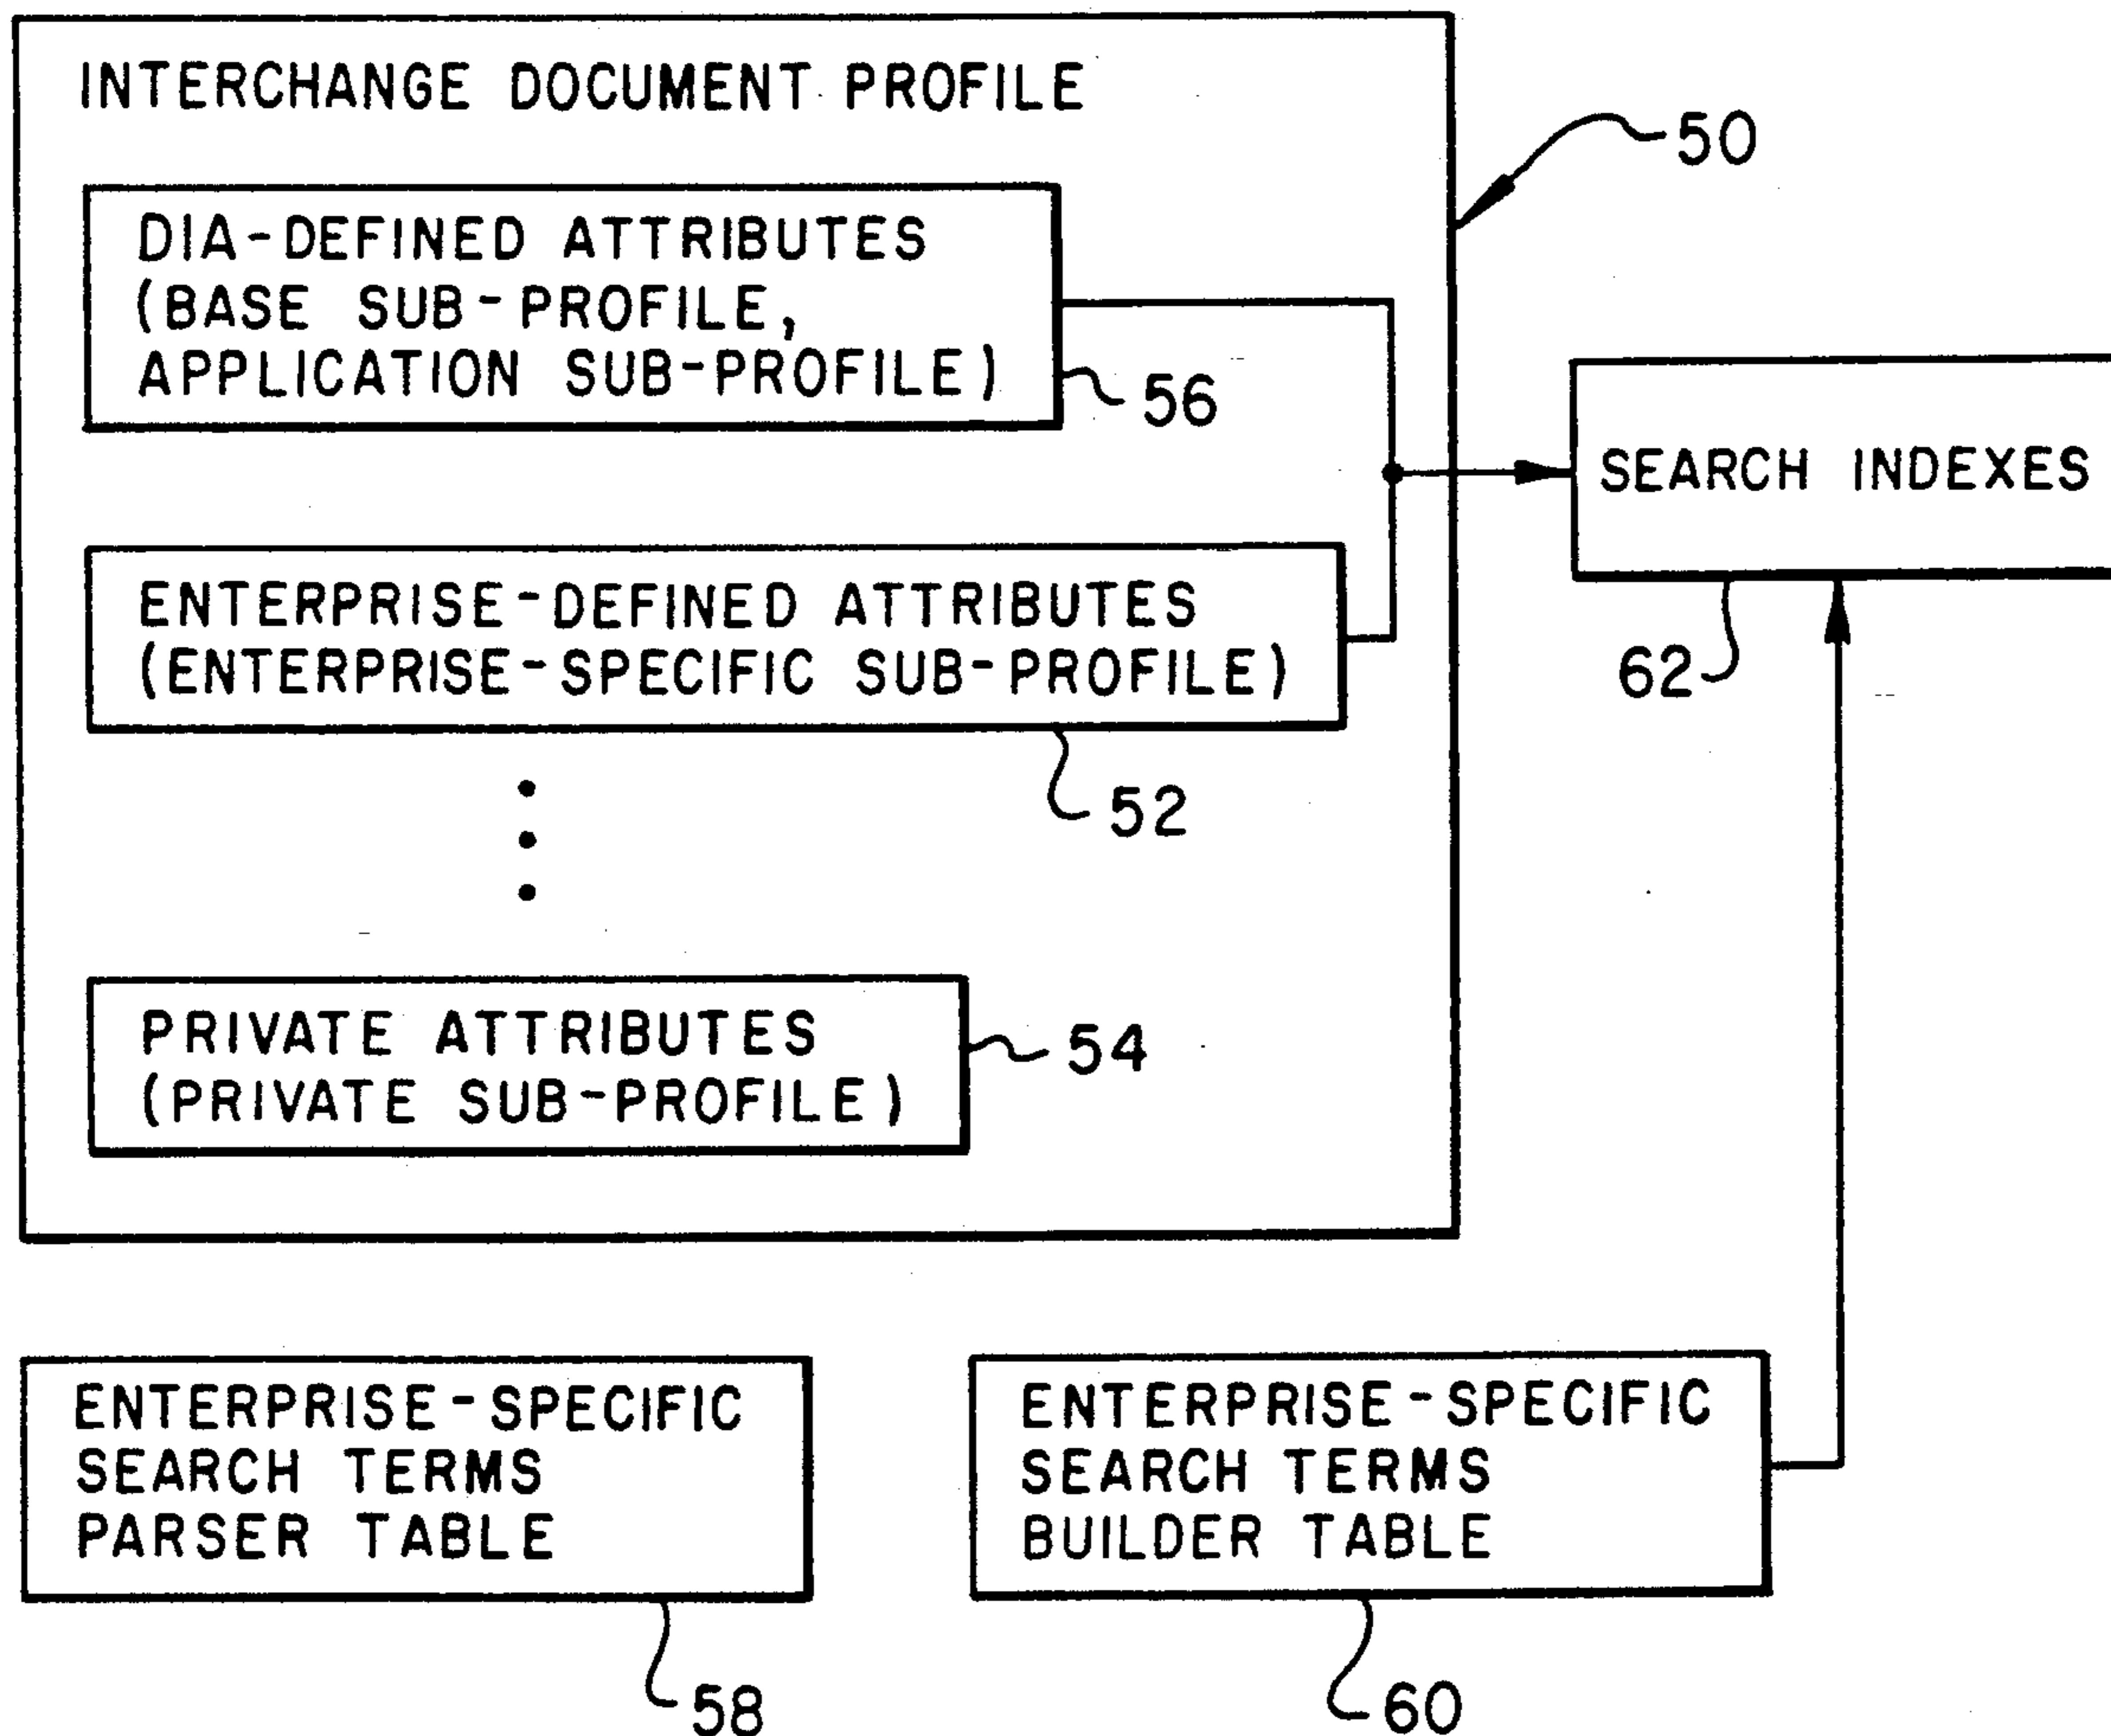 INTERCHANGE DOCUMENT PROFILE
50
DIA-DEFINED ATTRIBUTES
(BASE SUB-PROFILE,
APPLICATION SUB-PROFILE)
56
SEARCH INDEXES
62
ENTERPRISE-DEFINED ATTRIBUTES
(ENTERPRISE-SPECIFIC SUB-PROFILE)
52
PRIVATE ATTRIBUTES
(PRIVATE SUB-PROFILE)
54
ENTERPRISE-SPECIFIC
SEARCH TERMS
PARSER TABLE
58
ENTERPRISE-SPECIFIC
SEARCH TERMS
BUILDER TABLE
60